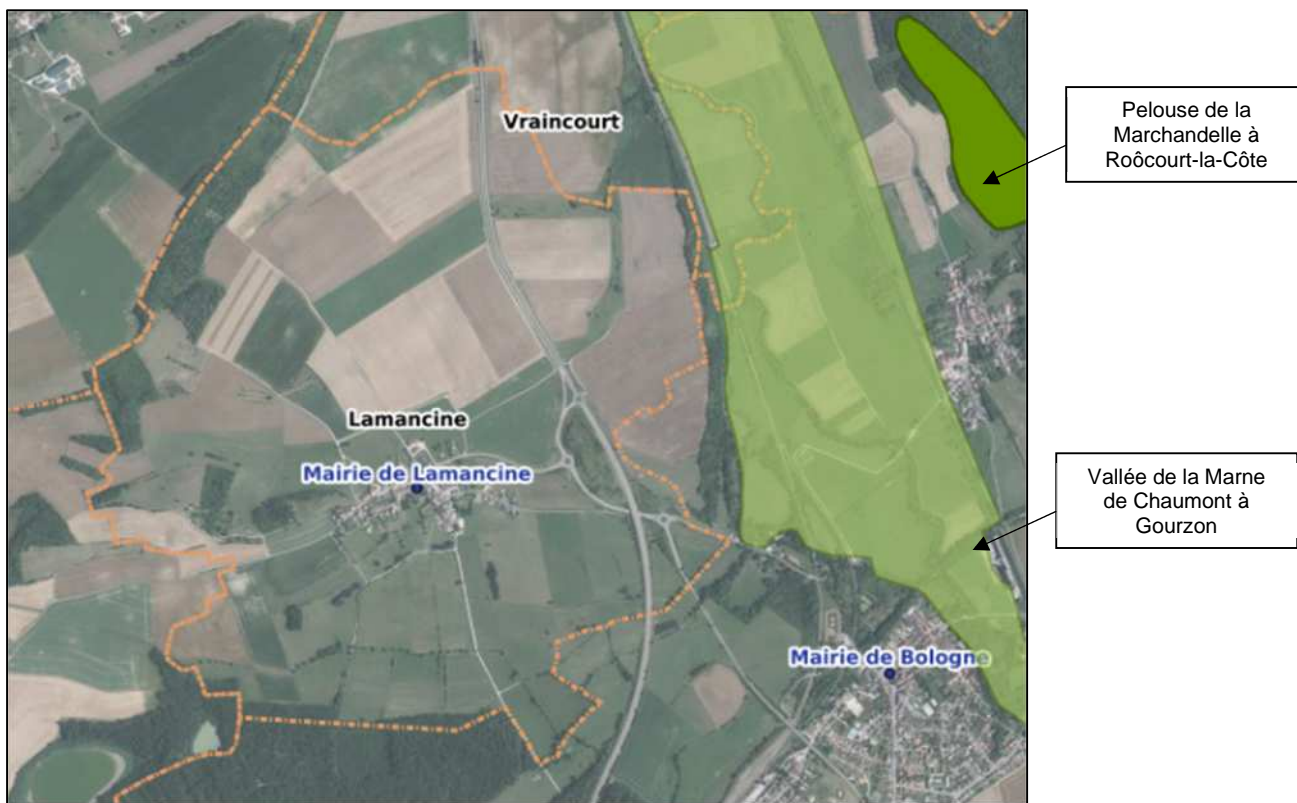 Vraincourt
Pelouse de la
Marchandelle à
Roôcourt-la-Côte
Lamancine
Mairie de Lamancine
Vallée de la Marne
de Chaumont à
Gourzon
Mairie de Bologne